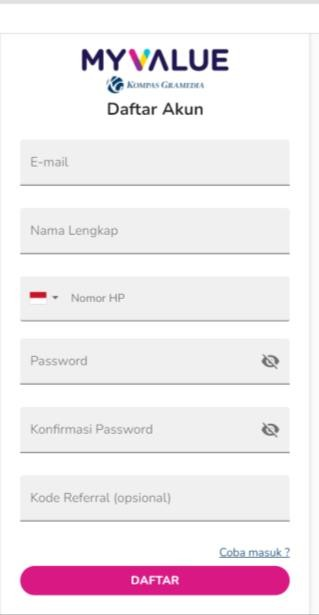 MYVALUE
KOMPAS GRAMEDIA
Daftar Akun
E-mail
Nama Lengkap
Nomor HP
Password
Konfirmasi Password
Kode Referral (opsional)
Coba masuk ?
DAFTAR